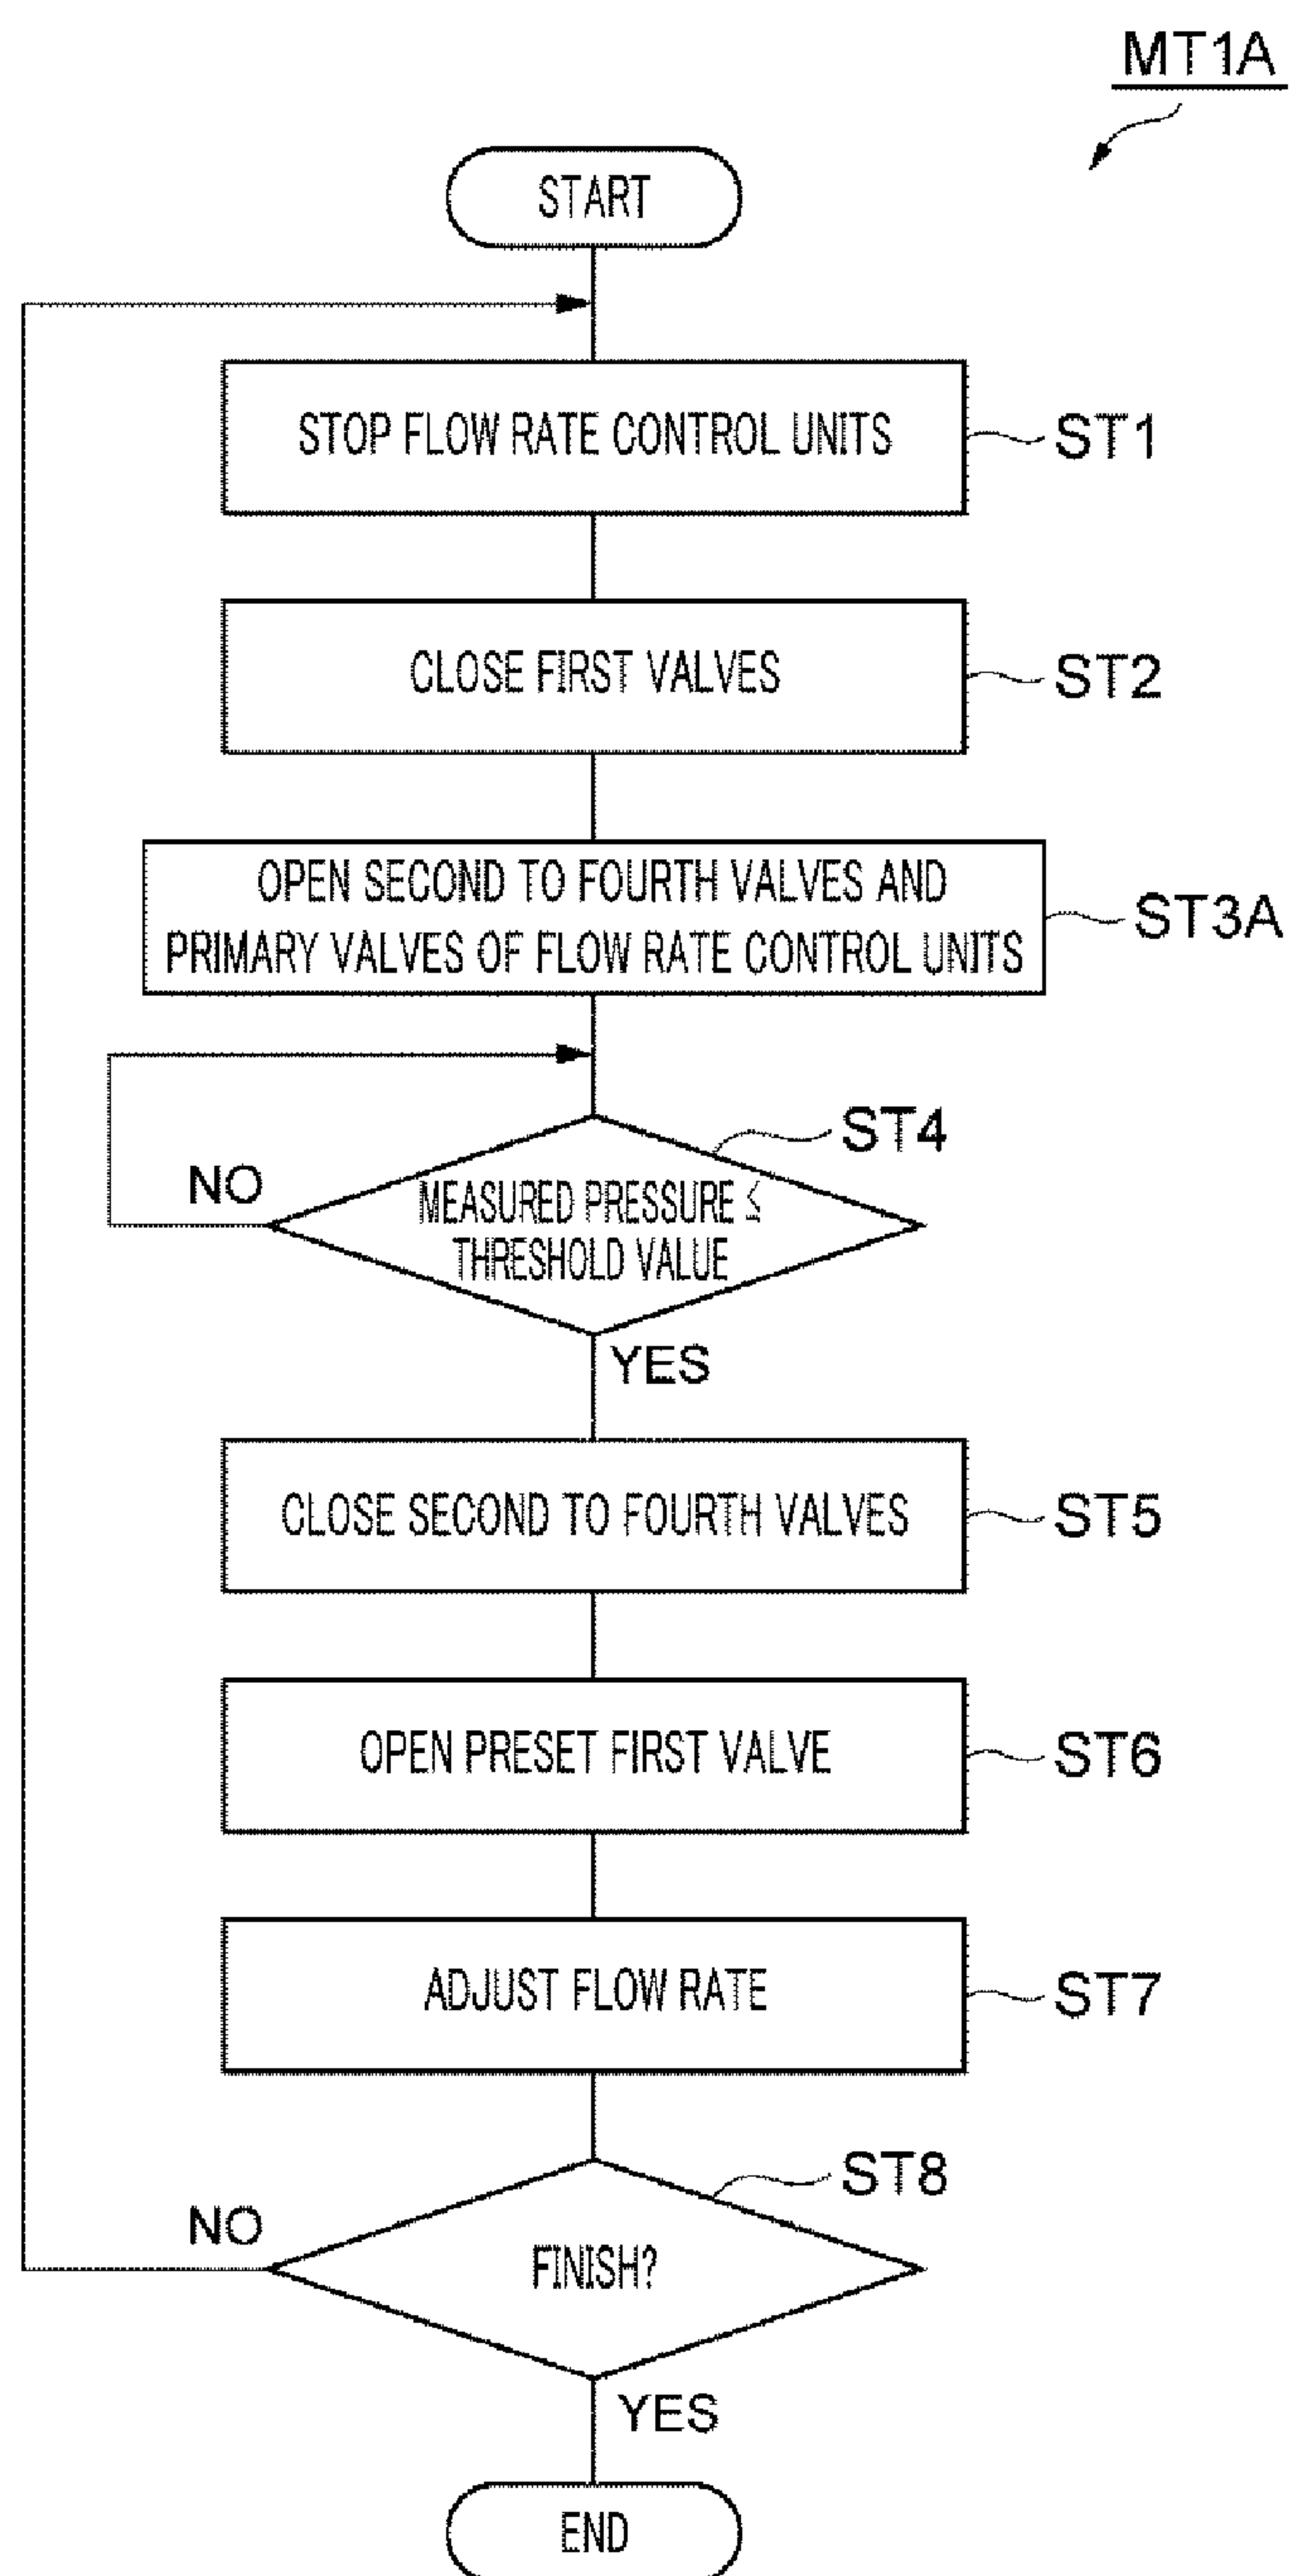 MT1A
START
STOP FLOW RATE CONTROL UNITS
ST1
CLOSE FIRST VALVES
ST2
OPEN SECOND TO FOURTH VALVES AND
PRIMARY VALVES OF FLOW RATE CONTROL UNITS
ST3A
ST4
NO
MEASURED PRESSURE ≦
THRESHOLD VALUE
YES
CLOSE SECOND TO FOURTH VALVES
ST5
OPEN PRESET FIRST VALVE
ST6
ADJUST FLOW RATE
ST7
ST8
NO
FINISH?
YES
END